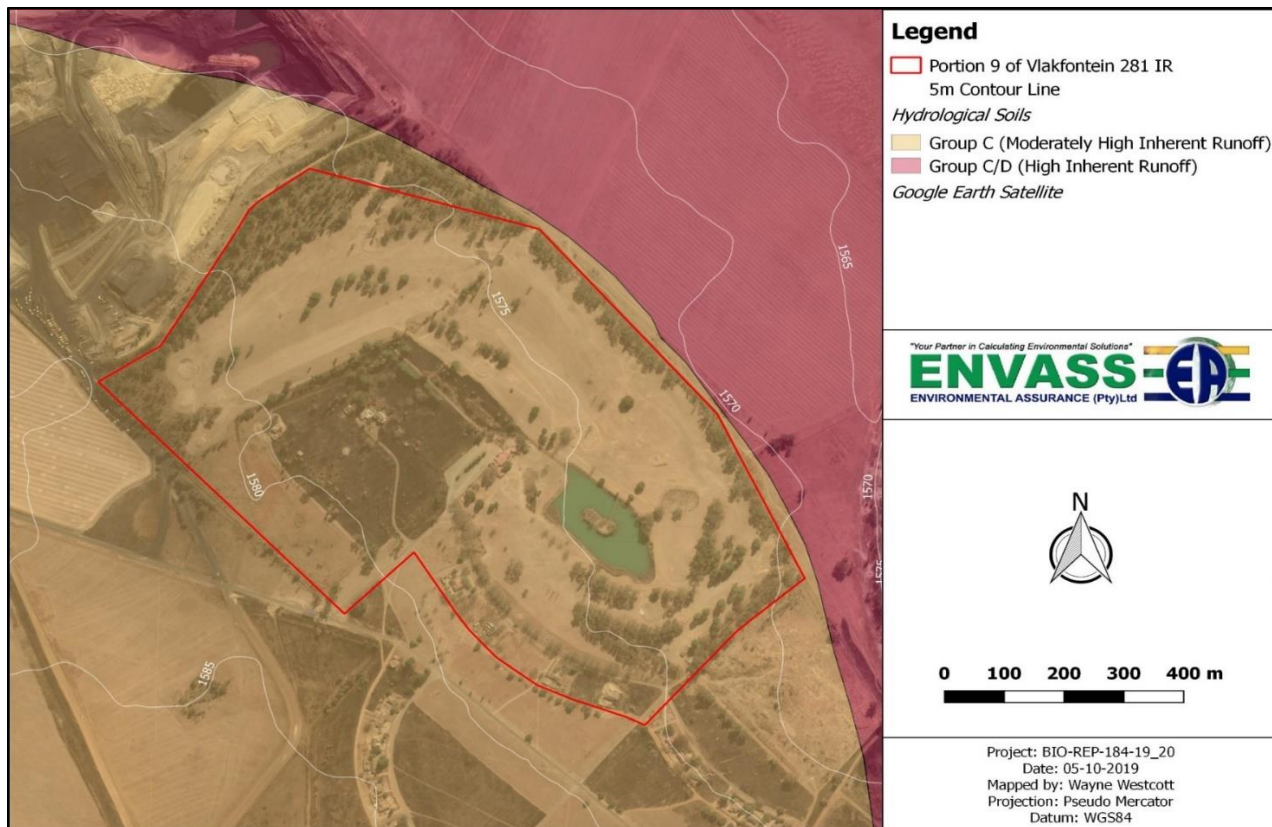 Legend
Portion 9 of Vlakfontein 281 IR
5m Contour Line
Hydrological Soils
Group C (Moderately High Inherent Runoff)
Group C/D (High Inherent Runoff)
Google Earth Satellite
"Your Partner in Calculating Environmental Solutions"
ENVASS EA
ENVIRONMENTAL ASSURANCE (Pty)Ltd
N
0 100 200 300 400 m
Project: BIO-REP-184-19_20
Date: 05-10-2019
Mapped by: Wayne Westcott
Projection: Pseudo Mercator
Datum: WGS84
1565
1575
1570
1580
1570
1575
1585